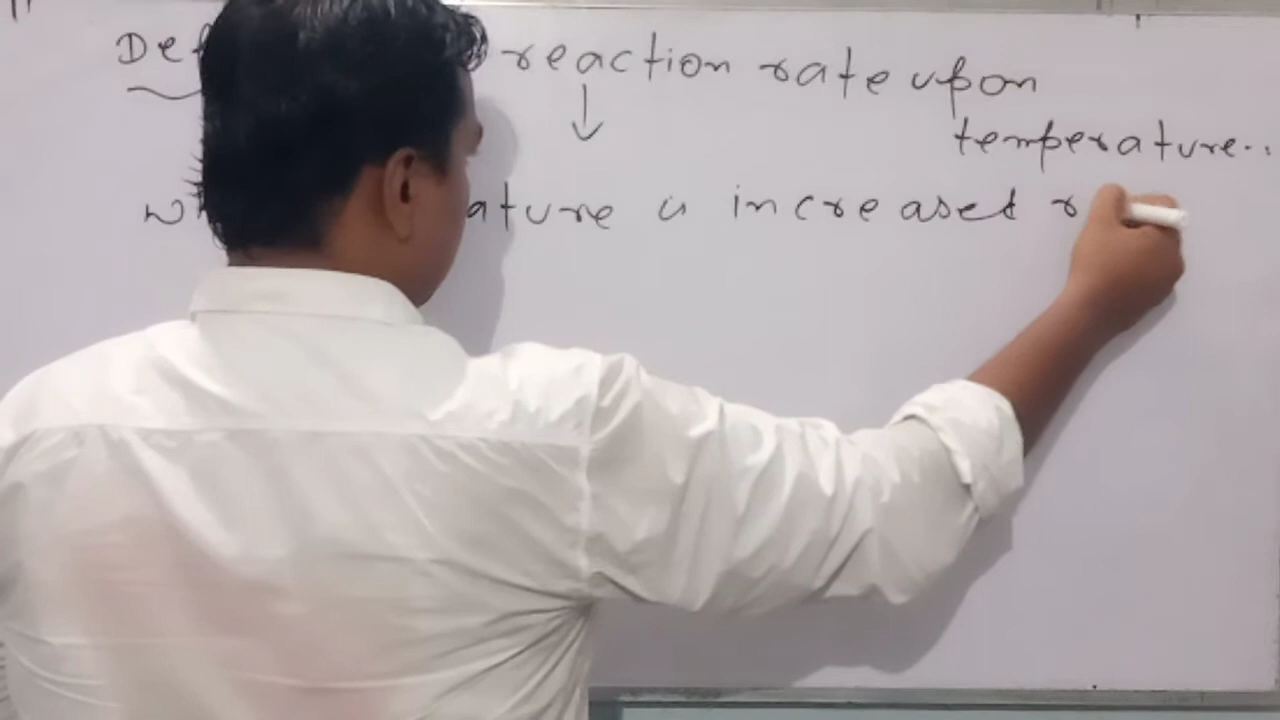 De reaction rate upon
temperature...
ature is increased r